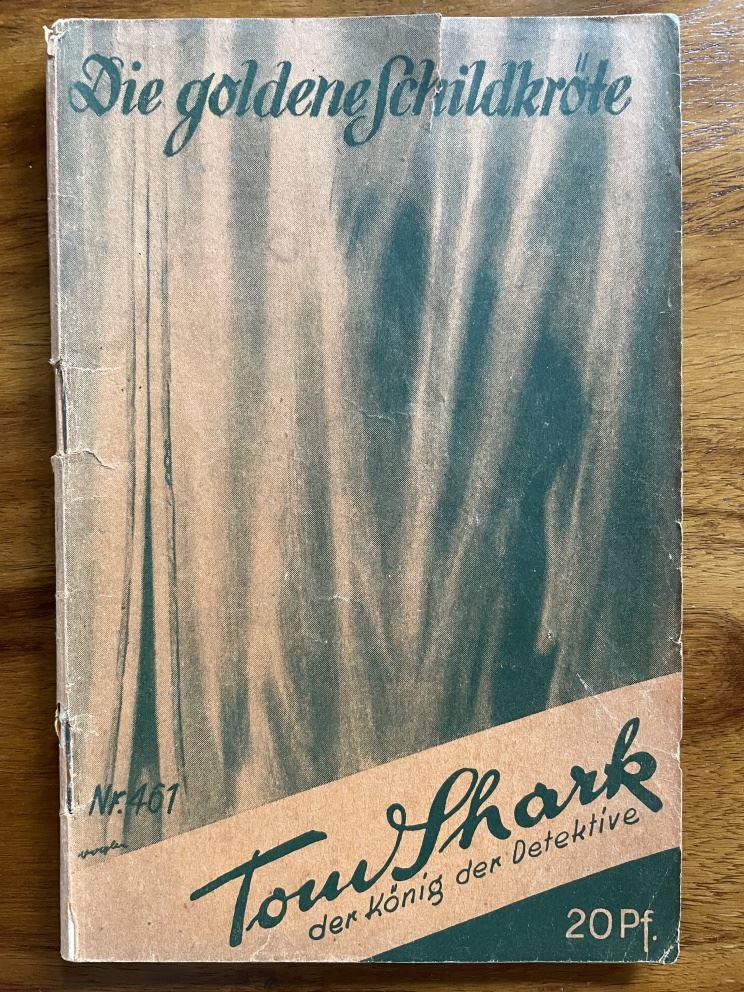 Die goldene Schildkröte
Nr. 461
Tom Shark
der König der Detektive
20 Pf.